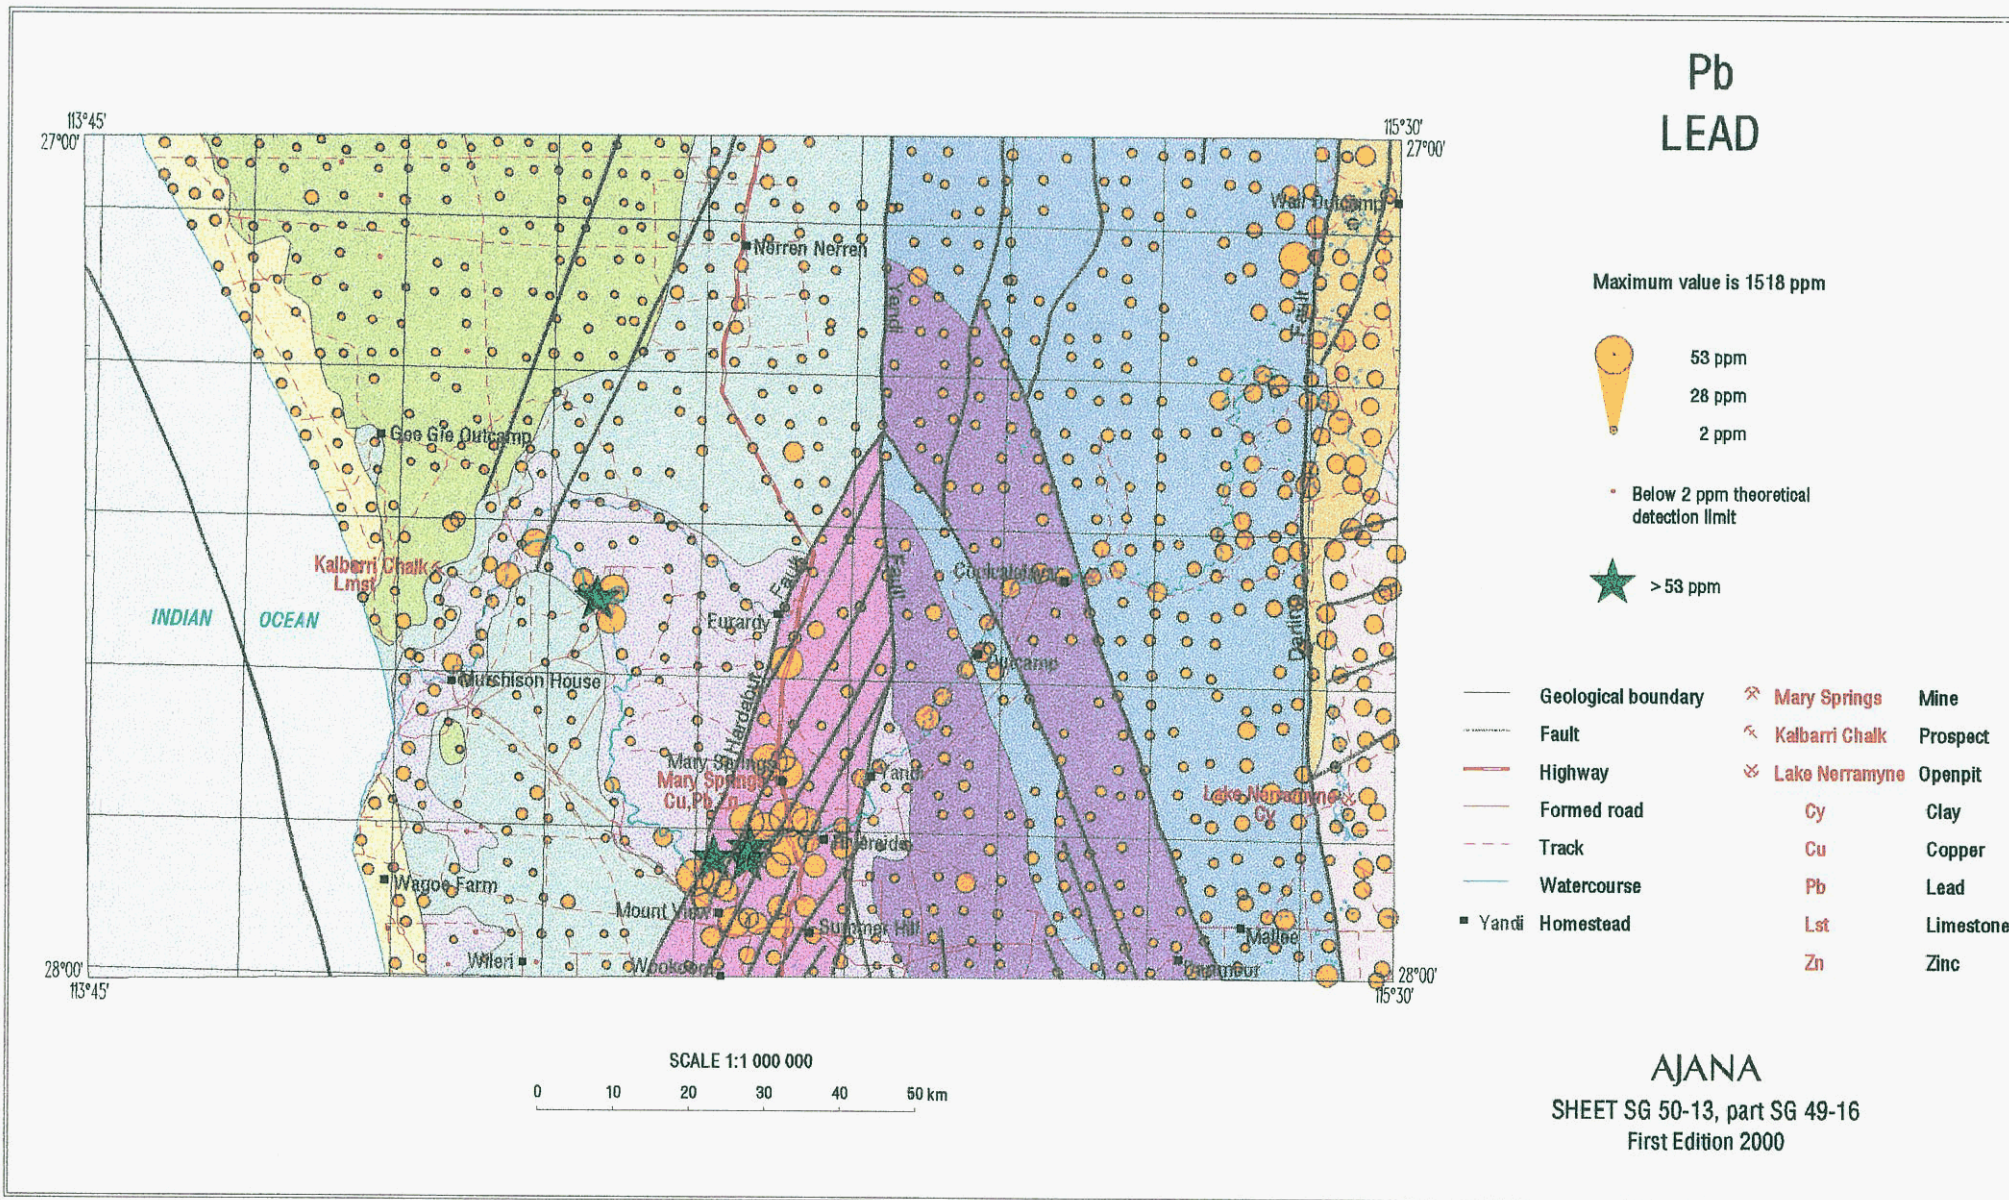 Pb
LEAD
113°45'
115°30'
27°00'
27°00'
Wall Outcamp
Nerren Nerren
Yandi
Fault
Maximum value is 1518 ppm
53 ppm
28 ppm
2 ppm
Gee Gie Outcamp
Below 2 ppm theoretical
detection limit
> 53 ppm
Kalbarri Chalk
Lmst
Fault
Fault
Coolcalalaya
INDIAN OCEAN
Eurardy
Darling
Outcamp
Murchison House
Hardabut
Geological boundary
Mary Springs
Mine
Fault
Kalbarri Chalk
Prospect
Mary Springs
Mary Springs
Cu,Pb,Zn
Yandi
Highway
Lake Nerramyne
Openpit
Lake Nerramyne
Cy
Formed road
Cy
Clay
Riverside
Track
Cu
Copper
Wagoe Farm
Watercourse
Pb
Lead
Mount View
Summer Hill
Yandi
Homestead
Lst
Limestone
Mallee
Wileri
Wookoora
Zn
Zinc
28°00'
28°00'
113°45'
115°30'
SCALE 1:1 000 000
0 10 20 30 40 50 km
AJANA
SHEET SG 50-13, part SG 49-16
First Edition 2000